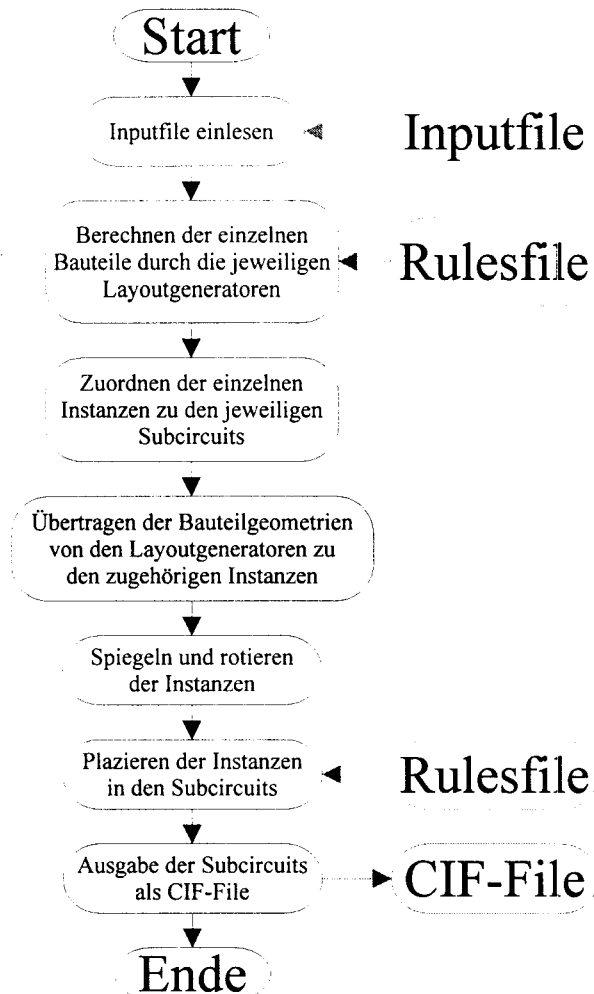 Start
Inputfile einlesen
Inputfile
Berechnen der einzelnen
Bauteile durch die jeweiligen
Layoutgeneratoren
Rulesfile
Zuordnen der einzelnen
Instanzen zu den jeweiligen
Subcircuits
Übertragen der Bauteilgeometrien
von den Layoutgeneratoren zu
den zugehörigen Instanzen
Spiegeln und rotieren
der Instanzen
Plazieren der Instanzen
in den Subcircuits
Rulesfile
Ausgabe der Subcircuits
als CIF-File
CIF-File
Ende